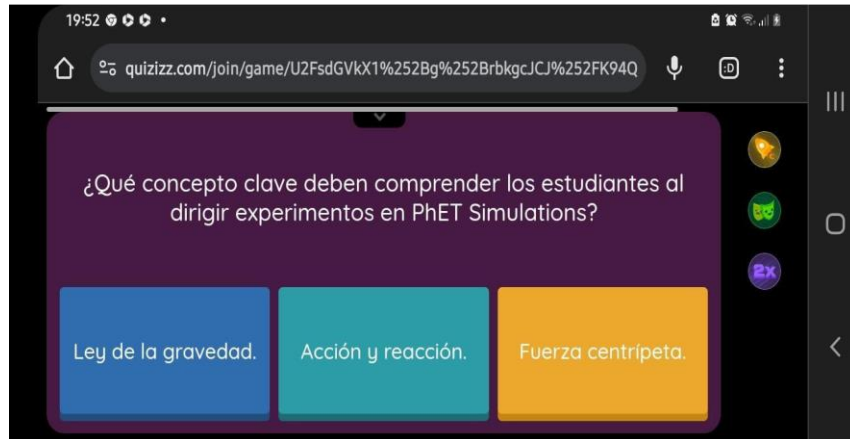 19:52
quizizz.com/join/game/U2FsdGVkX1%252Bg%252BrbkgcJCJ%252FK94Q
:D
¿Qué concepto clave deben comprender los estudiantes al
dirigir experimentos en PhET Simulations?
2x
Ley de la gravedad.
Acción y reacción.
Fuerza centrípeta.